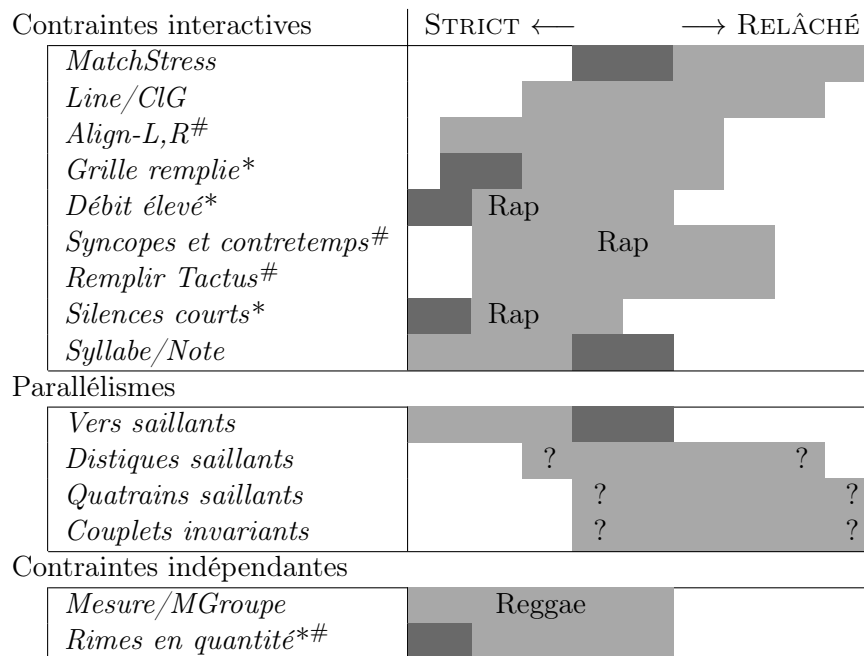 Contraintes interactives STRICT ⟵ ⟶ RELÂCHÉ
MatchStress
Line/ClG
Align-L,R#
Grille remplie*
Débit élevé* Rap
Syncopes et contretemps# Rap
Remplir Tactus#
Silences courts* Rap
Syllabe/Note
Parallélismes
Vers saillants
Distiques saillants ? ?
Quatrains saillants ? ?
Couplets invariants ? ?
Contraintes indépendantes
Mesure/MGroupe Reggae
Rimes en quantité*#